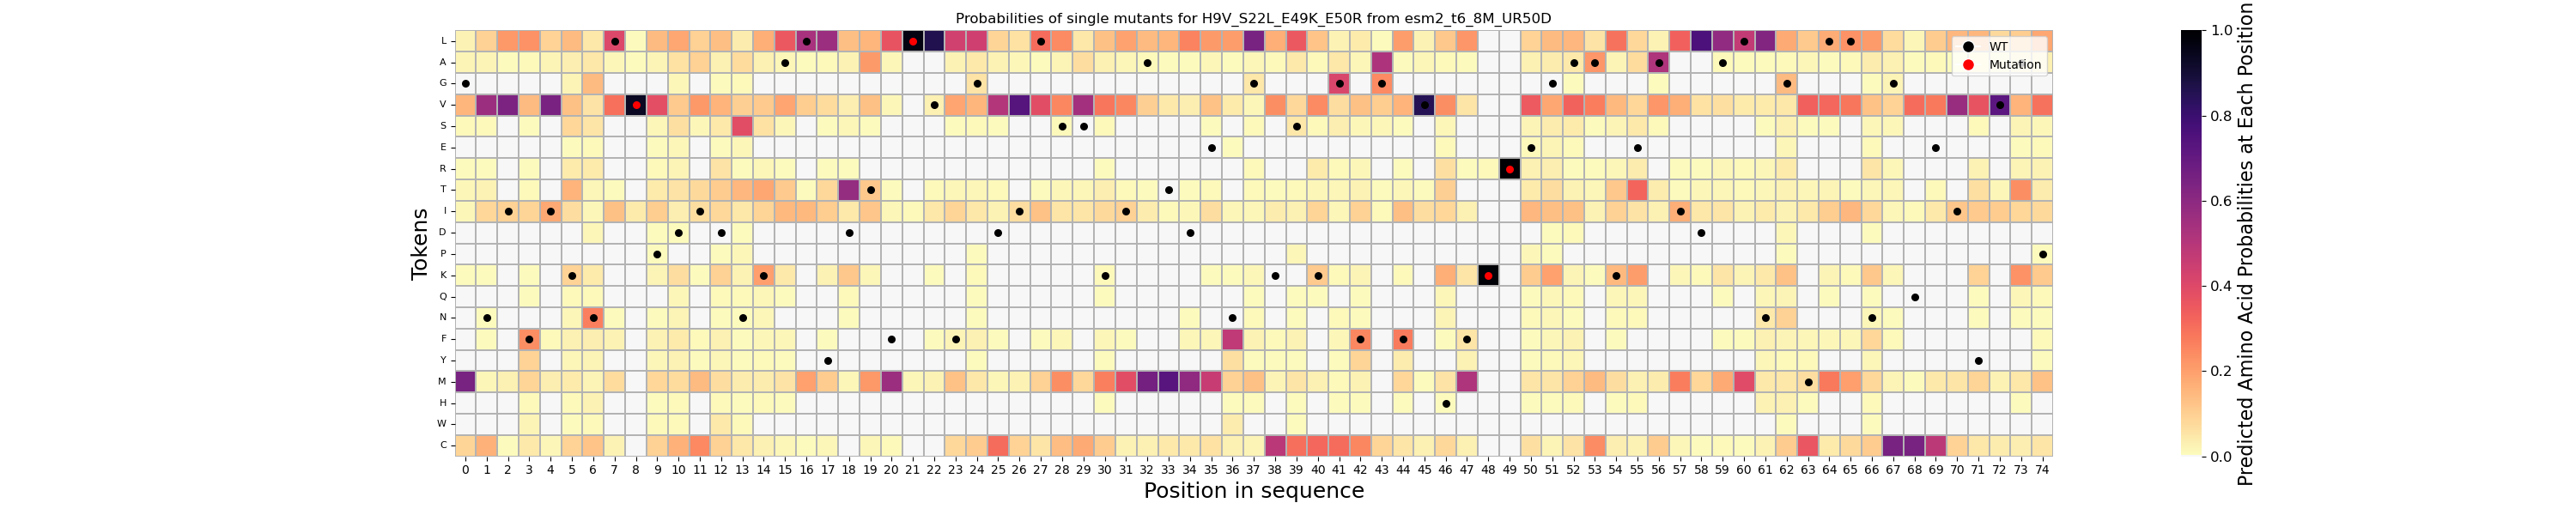 Probabilities of single mutants for H9V_S22L_E49K_E50R from esm2_t6_8M_UR50D
L
A
G
V
S
E
R
T
I
D
P
K
Q
N
F
Y
M
H
W
C
Tokens
0 1 2 3 4 5 6 7 8 9 10 11 12 13 14 15 16 17 18 19 20 21 22 23 24 25 26 27 28 29 30 31 32 33 34 35 36 37 38 39 40 41 42 43 44 45 46 47 48 49 50 51 52 53 54 55 56 57 58 59 60 61 62 63 64 65 66 67 68 69 70 71 72 73 74
Position in sequence
WT
Mutation
1.0
0.8
0.6
0.4
0.2
0.0
Predicted Amino Acid Probabilities at Each Position